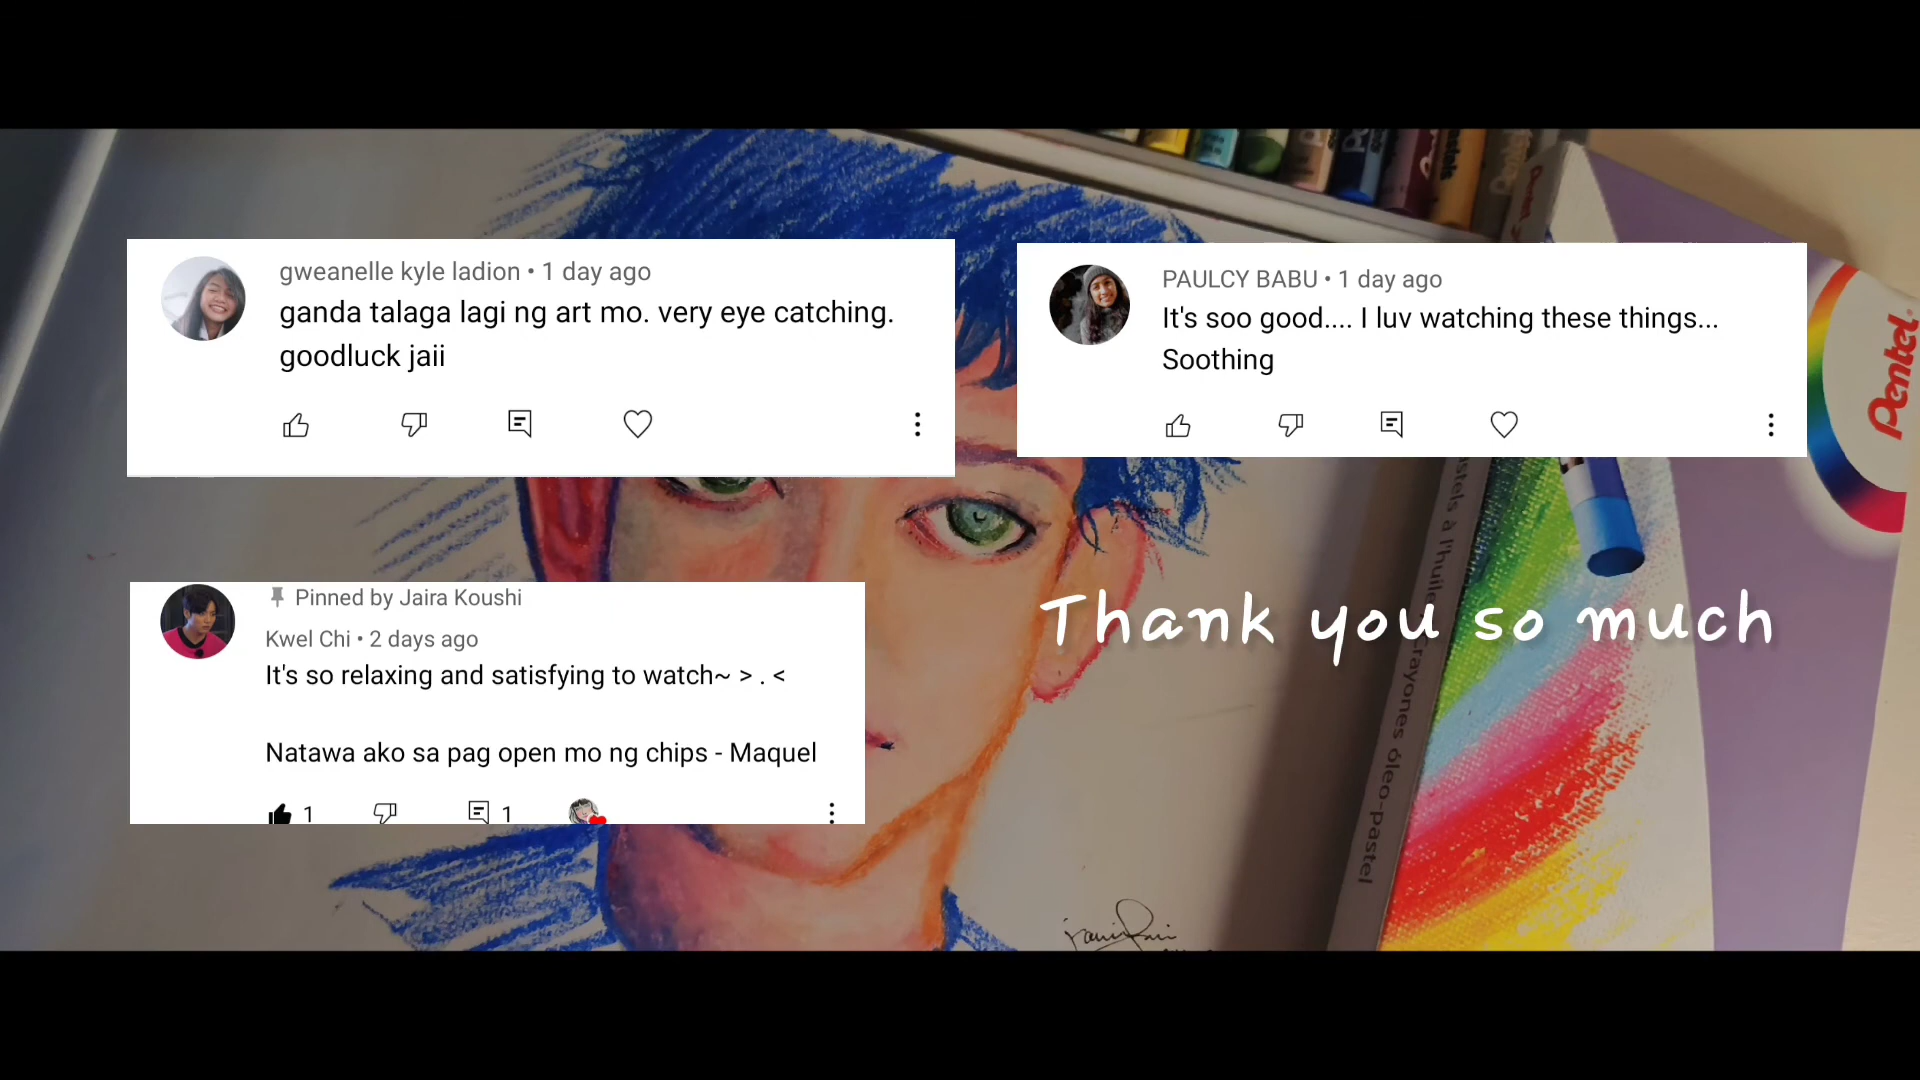 gweanelle kyle ladion • 1 day ago
ganda talaga lagi ng art mo. very eye catching.
goodluck jaii
PAULCY BABU • 1 day ago
It's soo good.... I luv watching these things...
Soothing
Pinned by Jaira Koushi
Kwel Chi • 2 days ago
It's so relaxing and satisfying to watch~ > . <
Natawa ako sa pag open mo ng chips - Maquel
1
1
Thank you so much
Pentel
óleo-pastel